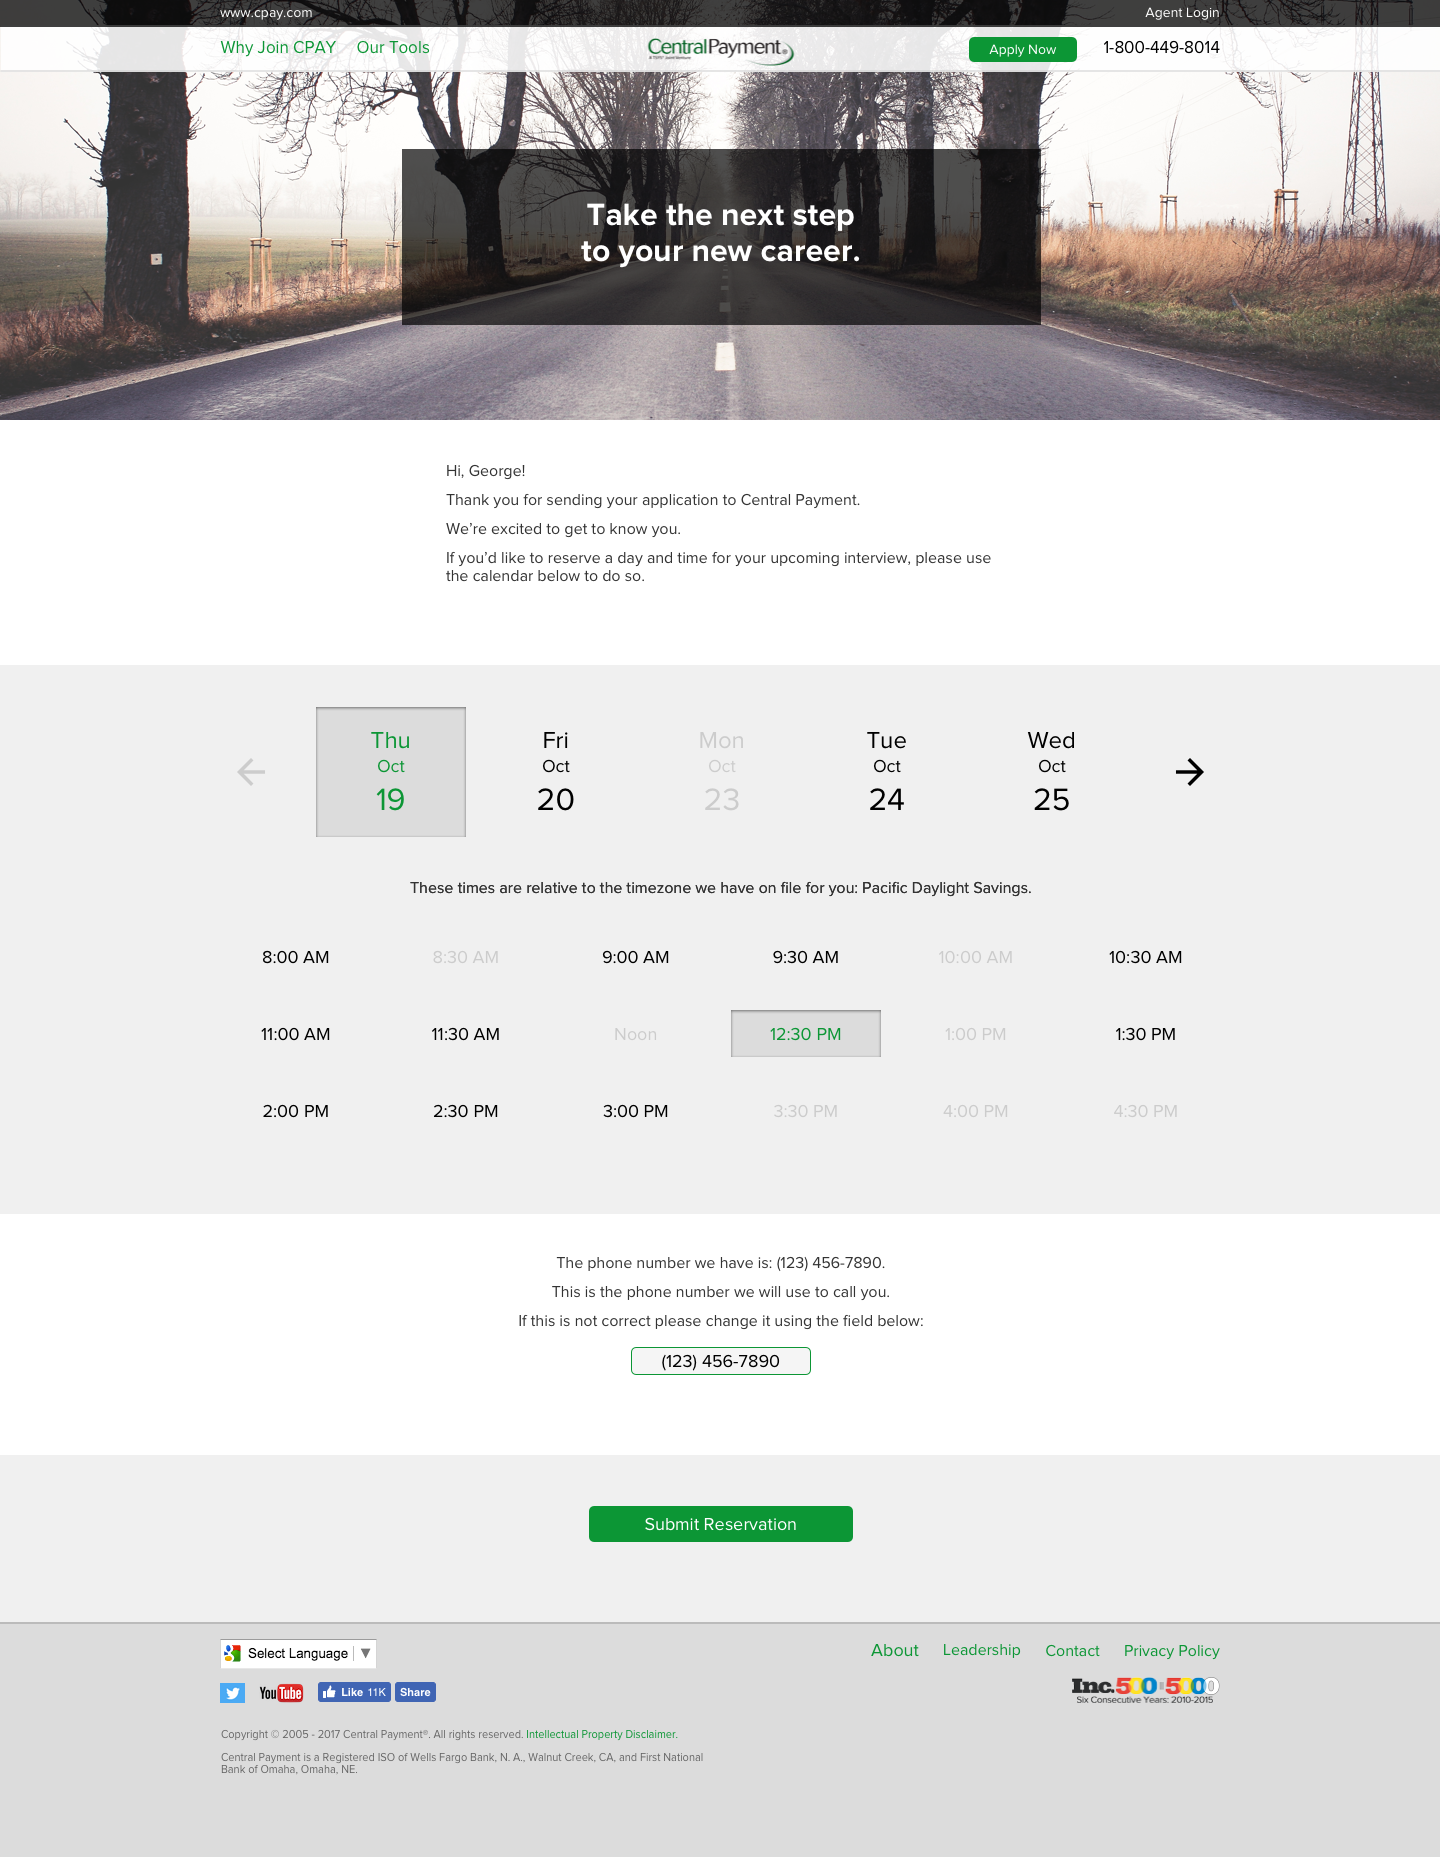 www.cpay.com
Agent Login
Why Join CPAY
Our Tools
CentralPayment
Apply Now
1-800-449-8014
Take the next step
to your new career.
Hi, George!
Thank you for sending your application to Central Payment.
We're excited to get to know you.
If you'd like to reserve a day and time for your upcoming interview, please use
the calendar below to do so.
Thu
Oct
19
Fri
Oct
20
Mon
Oct
23
Tue
Oct
24
Wed
Oct
25
These times are relative to the timezone we have on file for you: Pacific Daylight Savings.
8:00 AM
8:30 AM
9:00 AM
9:30 AM
10:00 AM
10:30 AM
11:00 AM
11:30 AM
Noon
12:30 PM
1:00 PM
1:30 PM
2:00 PM
2:30 PM
3:00 PM
3:30 PM
4:00 PM
4:30 PM
The phone number we have is: (123) 456-7890.
This is the phone number we will use to call you.
If this is not correct please change it using the field below:
(123) 456-7890
Submit Reservation
Select Language ▼
About
Leadership
Contact
Privacy Policy
YouTube
Like 11K
Share
Inc.500|5000
Six Consecutive Years: 2010-2015
Copyright © 2005 - 2017 Central Payment®. All rights reserved. Intellectual Property Disclaimer.
Central Payment is a Registered ISO of Wells Fargo Bank, N. A., Walnut Creek, CA, and First National
Bank of Omaha, Omaha, NE.